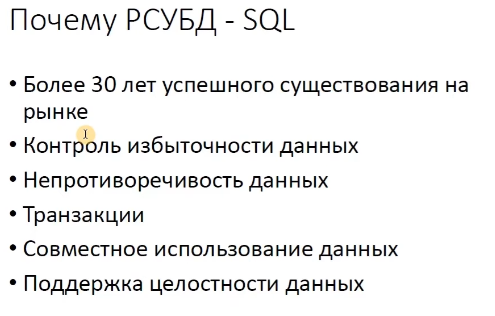 Почему РСУБД - SQL
• Более 30 лет успешного существования на
рынке
• Контроль избыточности данных
• Непротиворечивость данных
• Транзакции
• Совместное использование данных
• Поддержка целостности данных